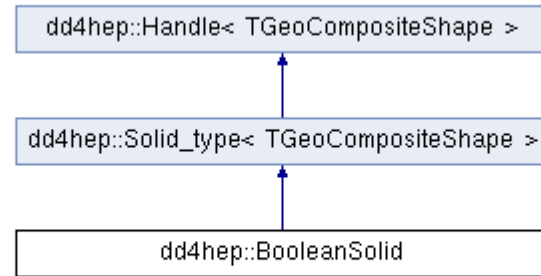 dd4hep::Handle< TGeoCompositeShape >
dd4hep::Solid_type< TGeoCompositeShape >
dd4hep::BooleanSolid